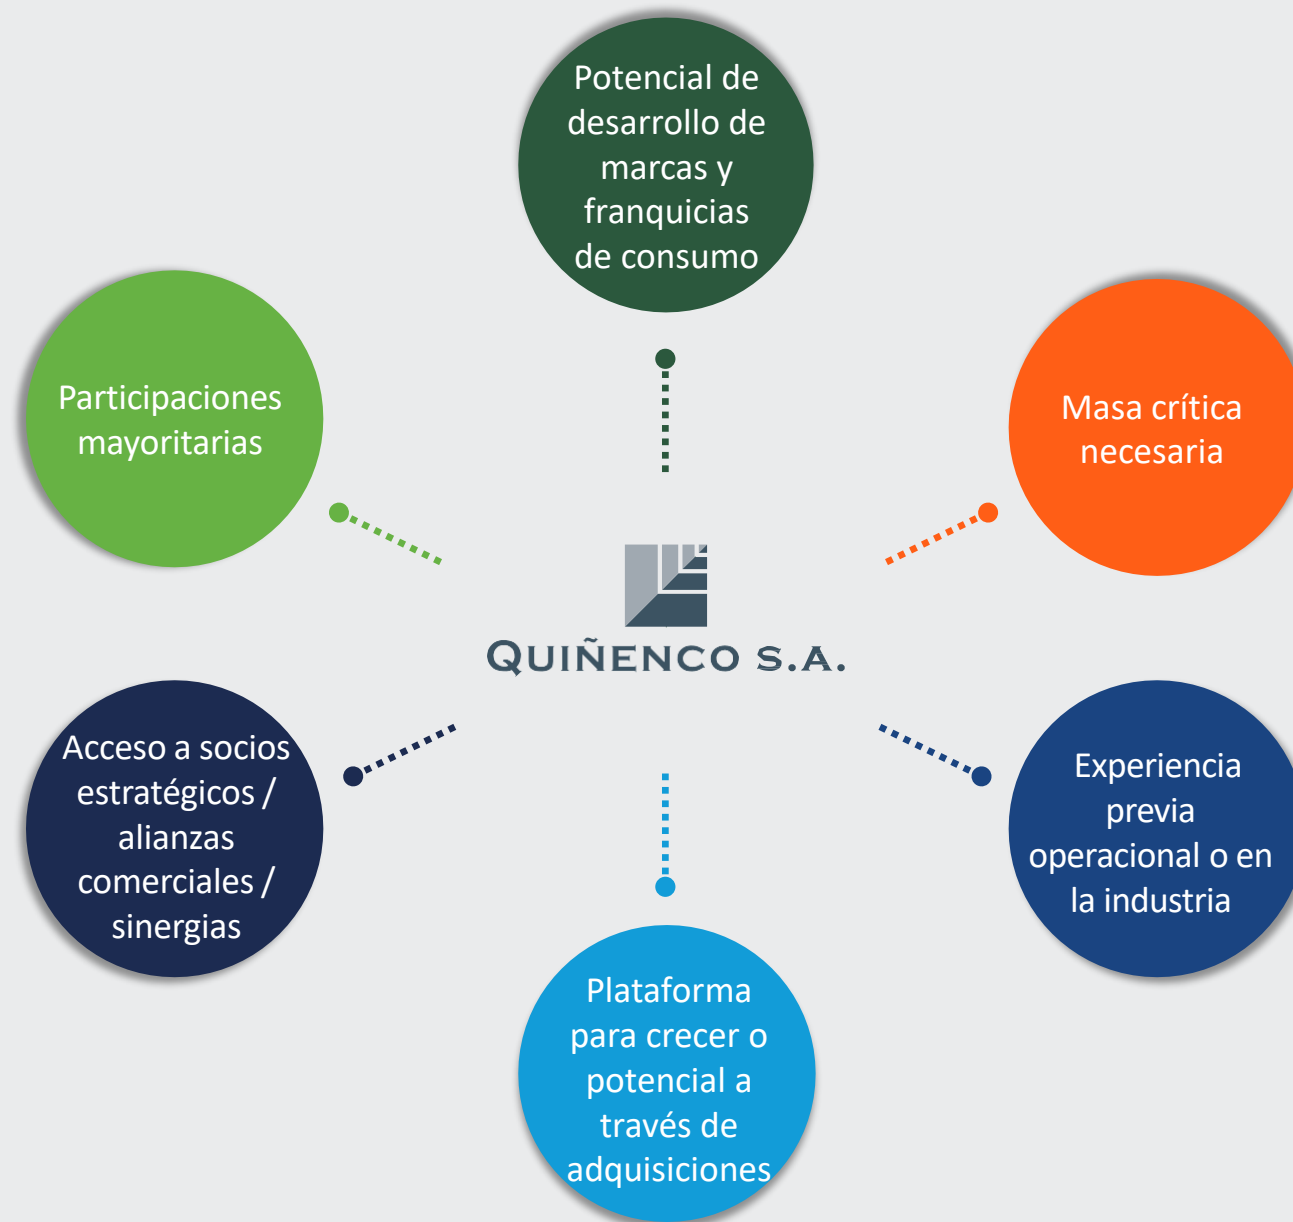 Potencial de
desarrollo de
marcas y
franquicias
de consumo
Participaciones
mayoritarias
Masa crítica
necesaria
QUIÑENCO S.A.
Acceso a socios
estratégicos /
alianzas
comerciales /
sinergias
Experiencia
previa
operacional o en
la industria
Plataforma
para crecer o
potencial a
través de
adquisiciones